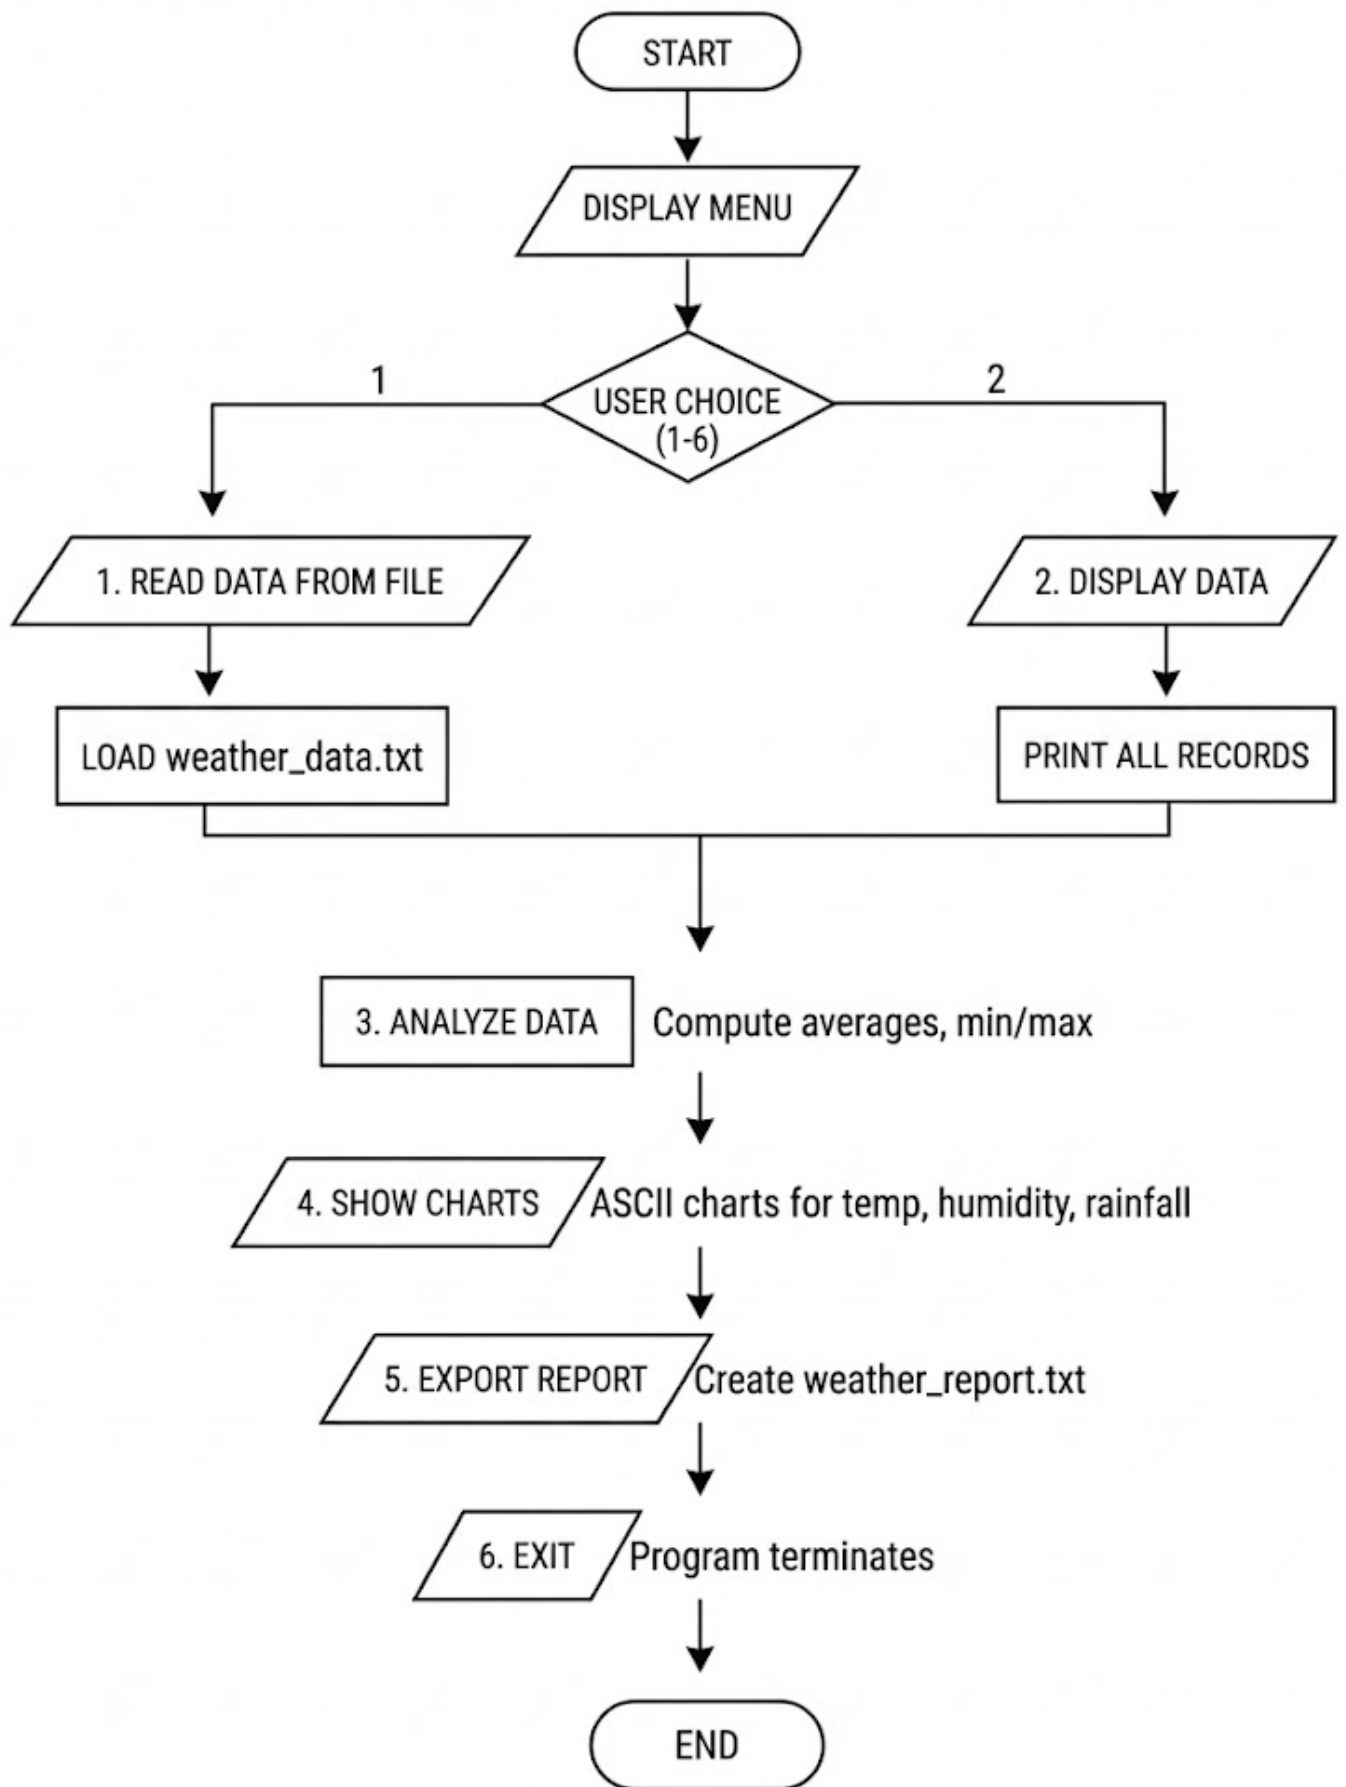 START
DISPLAY MENU
1
USER CHOICE
(1-6)
2
1. READ DATA FROM FILE
2. DISPLAY DATA
LOAD weather_data.txt
PRINT ALL RECORDS
3. ANALYZE DATA
Compute averages, min/max
4. SHOW CHARTS
ASCII charts for temp, humidity, rainfall
5. EXPORT REPORT
Create weather_report.txt
6. EXIT
Program terminates
END